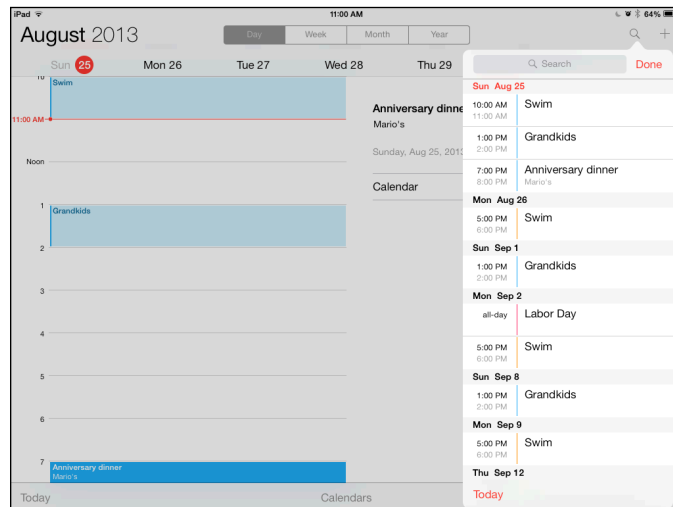 iPad 11:00 AM 64%
August 2013 Day Week Month Year
Sun 25 Mon 26 Tue 27 Wed 28 Thu 29
10
Swim
11:00 AM
Noon
1
Grandkids
2
3
4
5
6
7
Anniversary dinner
Mario's
Anniversary dinne
Mario's
Sunday, Aug 25, 2013
Calendar
Today Calendars
Search Done
Sun Aug 25
10:00 AM Swim
11:00 AM
1:00 PM Grandkids
2:00 PM
7:00 PM Anniversary dinner
8:00 PM Mario's
Mon Aug 26
5:00 PM Swim
6:00 PM
Sun Sep 1
1:00 PM Grandkids
2:00 PM
Mon Sep 2
all-day Labor Day
5:00 PM Swim
6:00 PM
Sun Sep 8
1:00 PM Grandkids
2:00 PM
Mon Sep 9
5:00 PM Swim
6:00 PM
Thu Sep 12
Today